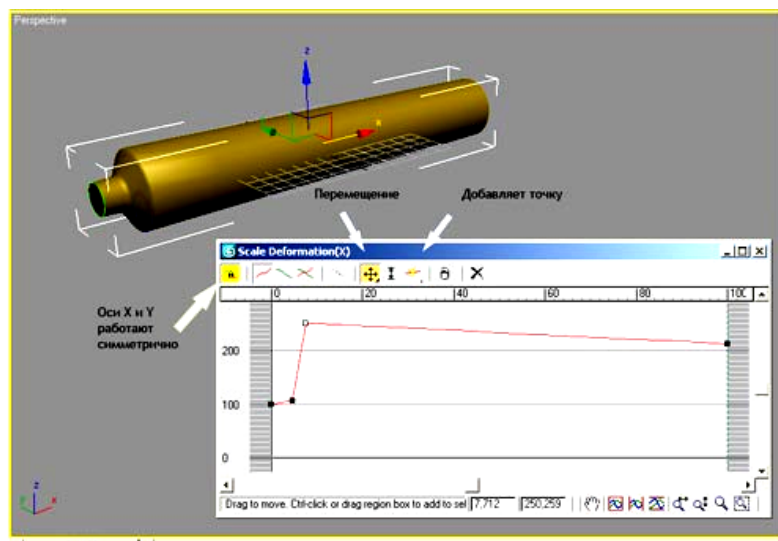 Perspective
z
x
Перемещение
Добавляет точку
Scale Deformation(X)
0
20
40
60
80
Оси X и Y
работают
симметрично
200
100
0
Drag to move. Ctrl-click or drag region box to add to sel
7,712
250,259
z
y
x